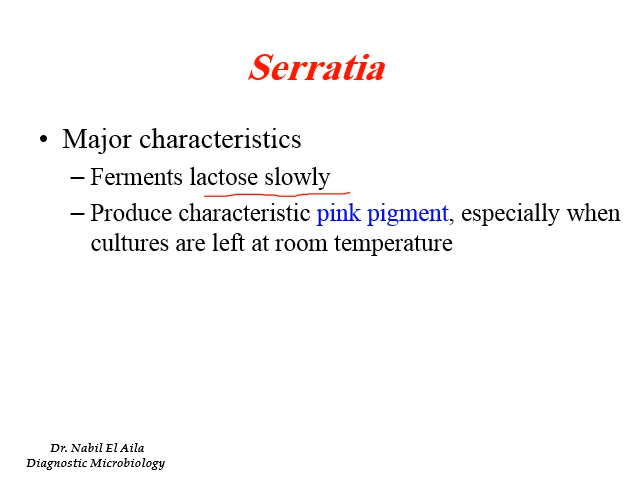 Serratia
• Major characteristics
– Ferments lactose slowly
– Produce characteristic pink pigment, especially when
cultures are left at room temperature
Dr. Nabil El Aila
Diagnostic Microbiology